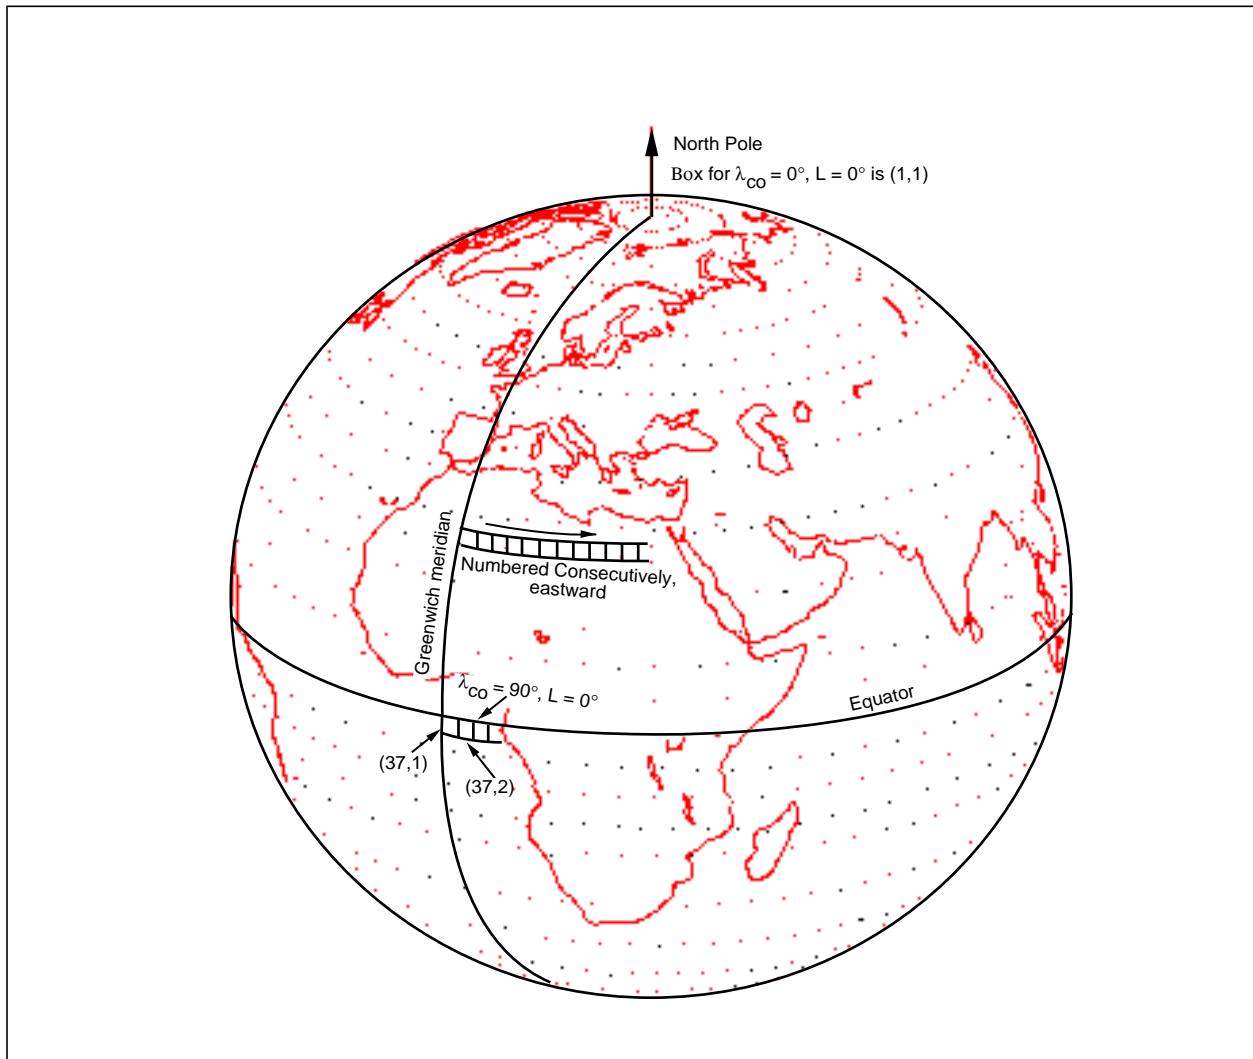 North Pole
Box for λco = 0°, L = 0° is (1,1)
Greenwich meridian
Numbered Consecutively,
eastward
λco = 90°, L = 0°
Equator
(37,1)
(37,2)